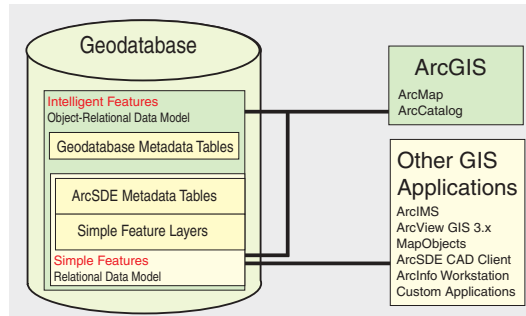 Geodatabase
Intelligent Features
Object-Relational Data Model
Geodatabase Metadata Tables
ArcSDE Metadata Tables
Simple Feature Layers
Simple Features
Relational Data Model
ArcGIS
ArcMap
ArcCatalog
Other GIS
Applications
ArcIMS
ArcView GIS 3.x
MapObjects
ArcSDE CAD Client
ArcInfo Workstation
Custom Applications